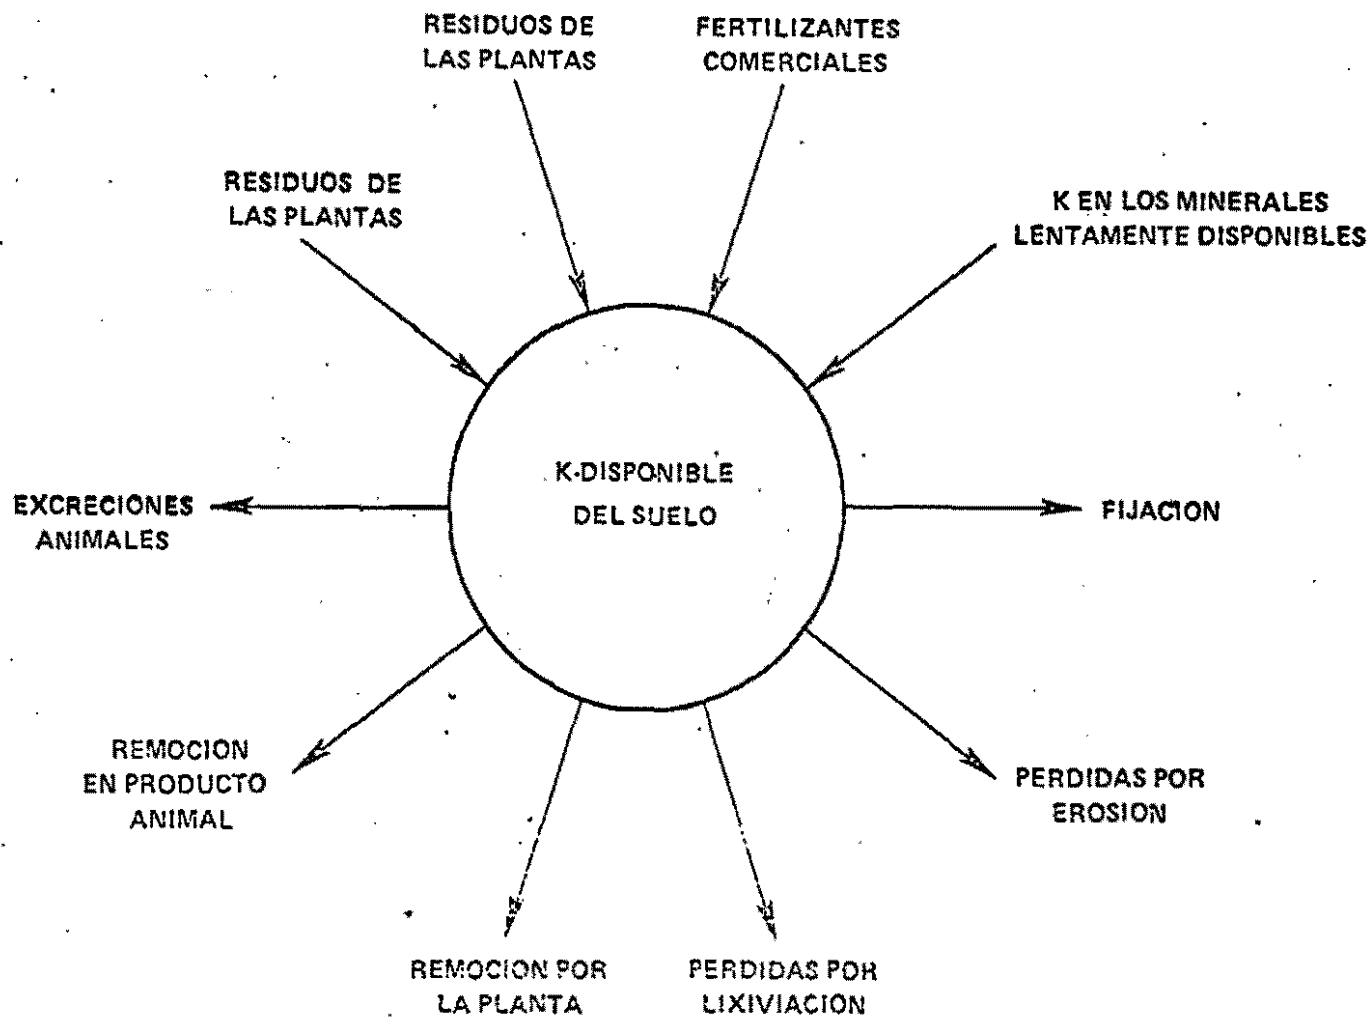 RESIDUOS DE
LAS PLANTAS
FERTILIZANTES
COMERCIALES
RESIDUOS DE
LAS PLANTAS
K EN LOS MINERALES
LENTAMENTE DISPONIBLES
K-DISPONIBLE
DEL SUELO
EXCRECIONES
ANIMALES
FIJACION
REMOCION
EN PRODUCTO
ANIMAL
PERDIDAS POR
EROSION
REMOCION POR
LA PLANTA
PERDIDAS POR
LIXIVIACION